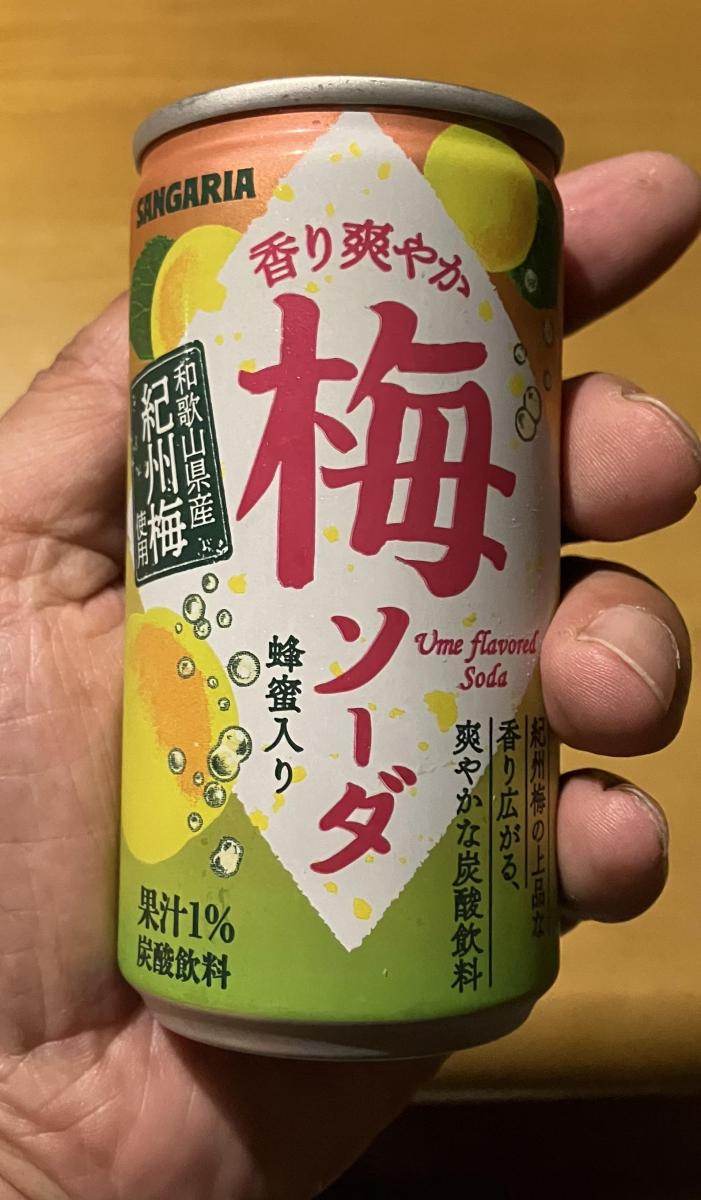 SANGARIA
香り爽やか
梅
ソーダ
和歌山県産
紀州梅
使用
Ume flavored
Soda
蜂蜜入り
紀州梅の上品な
香り広がる、
爽やかな炭酸飲料
果汁1%
炭酸飲料